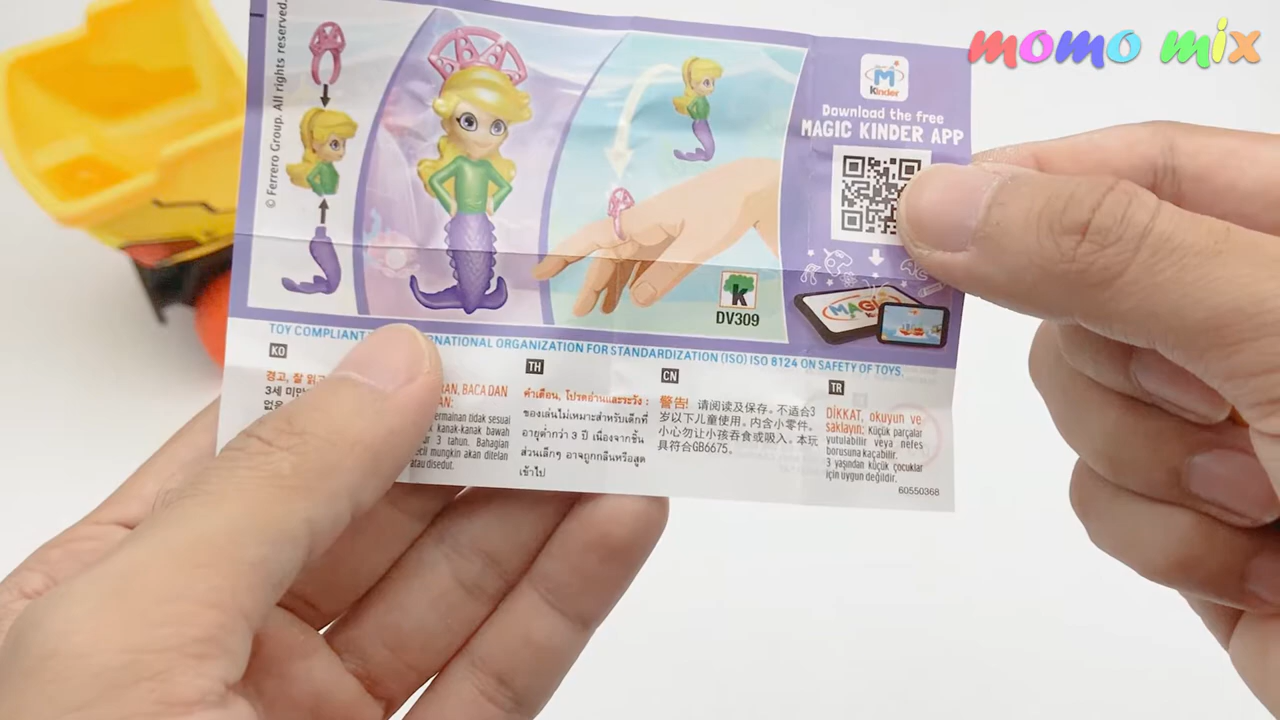 momo mix
© Ferrero Group. All rights reserved.
M
Kinder
Download the free
MAGIC KINDER APP
MAGIC
k
DV309
TOY COMPLIANT INTERNATIONAL ORGANIZATION FOR STANDARDIZATION (ISO) ISO 8124 ON SAFETY OF TOYS.
KO
경고, 잘 읽고
3세 미만
없음
BACA DAN
permainan tidak sesuai
kanak-kanak bawah
3 tahun. Bahagian
mungkin akan ditelan
atau disedut.
TH
คำเตือน, โปรดอ่านและระวัง :
ของเล่นไม่เหมาะสำหรับเด็กที่
อายุต่ำกว่า 3 ปี เนื่องจากชิ้น
ส่วนเล็กๆ อาจถูกกลืนหรือสูด
เข้าไป
CN
警告! 请阅读及保存。不适合3
岁以下儿童使用。内含小零件。
小心勿让小孩吞食或吸入。本玩
具符合GB6675。
TR
DİKKAT, okuyun ve
saklayın: Küçük parçalar
yutulabilir veya nefes
borusuna kaçabilir.
3 yaşından küçük çocuklar
için uygun değildir.
60550368